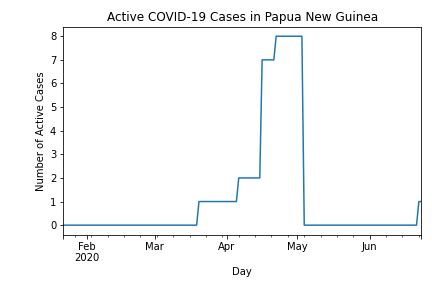 Active COVID-19 Cases in Papua New Guinea
8
7
6
5
4
3
2
1
0
Number of Active Cases
Feb
2020
Mar
Apr
May
Jun
Day